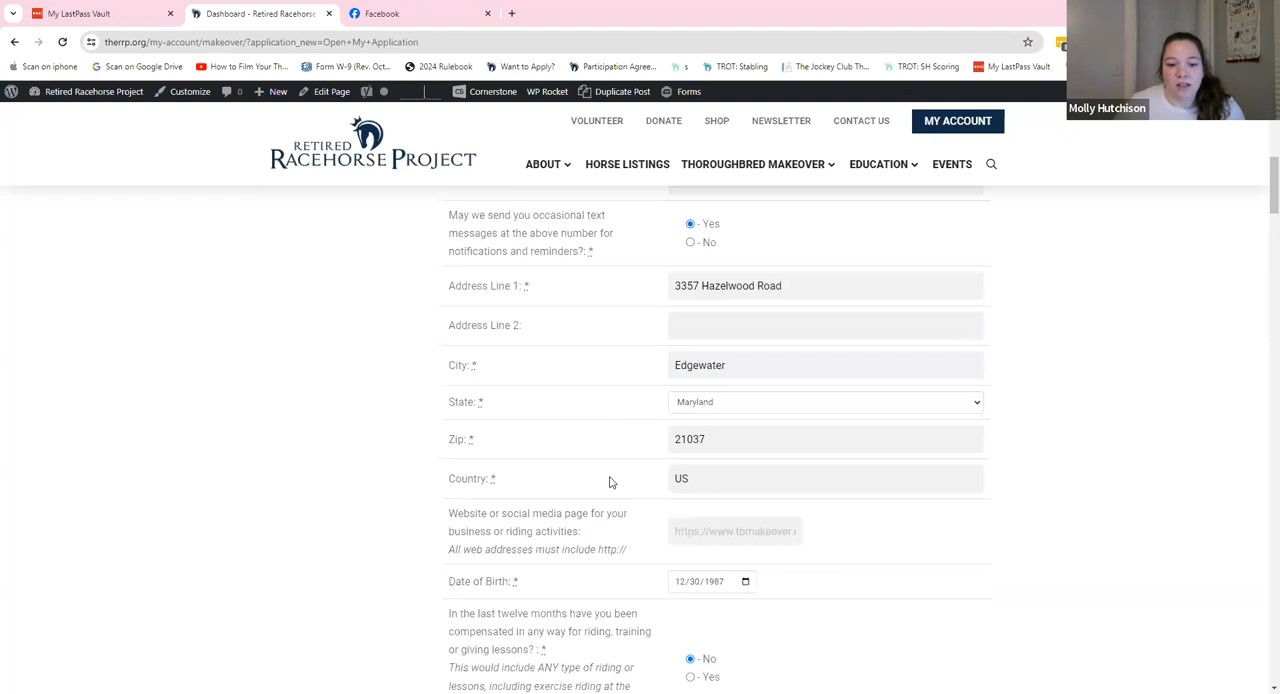 My LastPass Vault
Dashboard - Retired Racehorse
Facebook
therrp.org/my-account/makeover/?application_new=Open+My+Application
Scan on iphone
Scan on Google Drive
How to Film Your Th...
Form W-9 (Rev. Octo...
2024 Rulebook
Want to Apply?
Participation Agree...
s
TROT: Stabling
The Jockey Club Th...
TROT: SH Scoring
My LastPass Vault
Retired Racehorse Project
Customize
0
New
Edit Page
CS Cornerstone
WP Rocket
Duplicate Post
Forms
Molly Hutchison
VOLUNTEER
DONATE
SHOP
NEWSLETTER
CONTACT US
MY ACCOUNT
RETIRED
RACEHORSE PROJECT
ABOUT
HORSE LISTINGS
THOROUGHBRED MAKEOVER
EDUCATION
EVENTS
May we send you occasional text
messages at the above number for
notifications and reminders?: *
- Yes
- No
Address Line 1: *
3357 Hazelwood Road
Address Line 2:
City: *
Edgewater
State: *
Maryland
Zip: *
21037
Country: *
US
Website or social media page for your
business or riding activities:
All web addresses must include http://
https://www.tbmakeover.
Date of Birth: *
12/30/1987
In the last twelve months have you been
compensated in any way for riding, training
or giving lessons? : *
This would include ANY type of riding or
lessons, including exercise riding at the
- No
- Yes